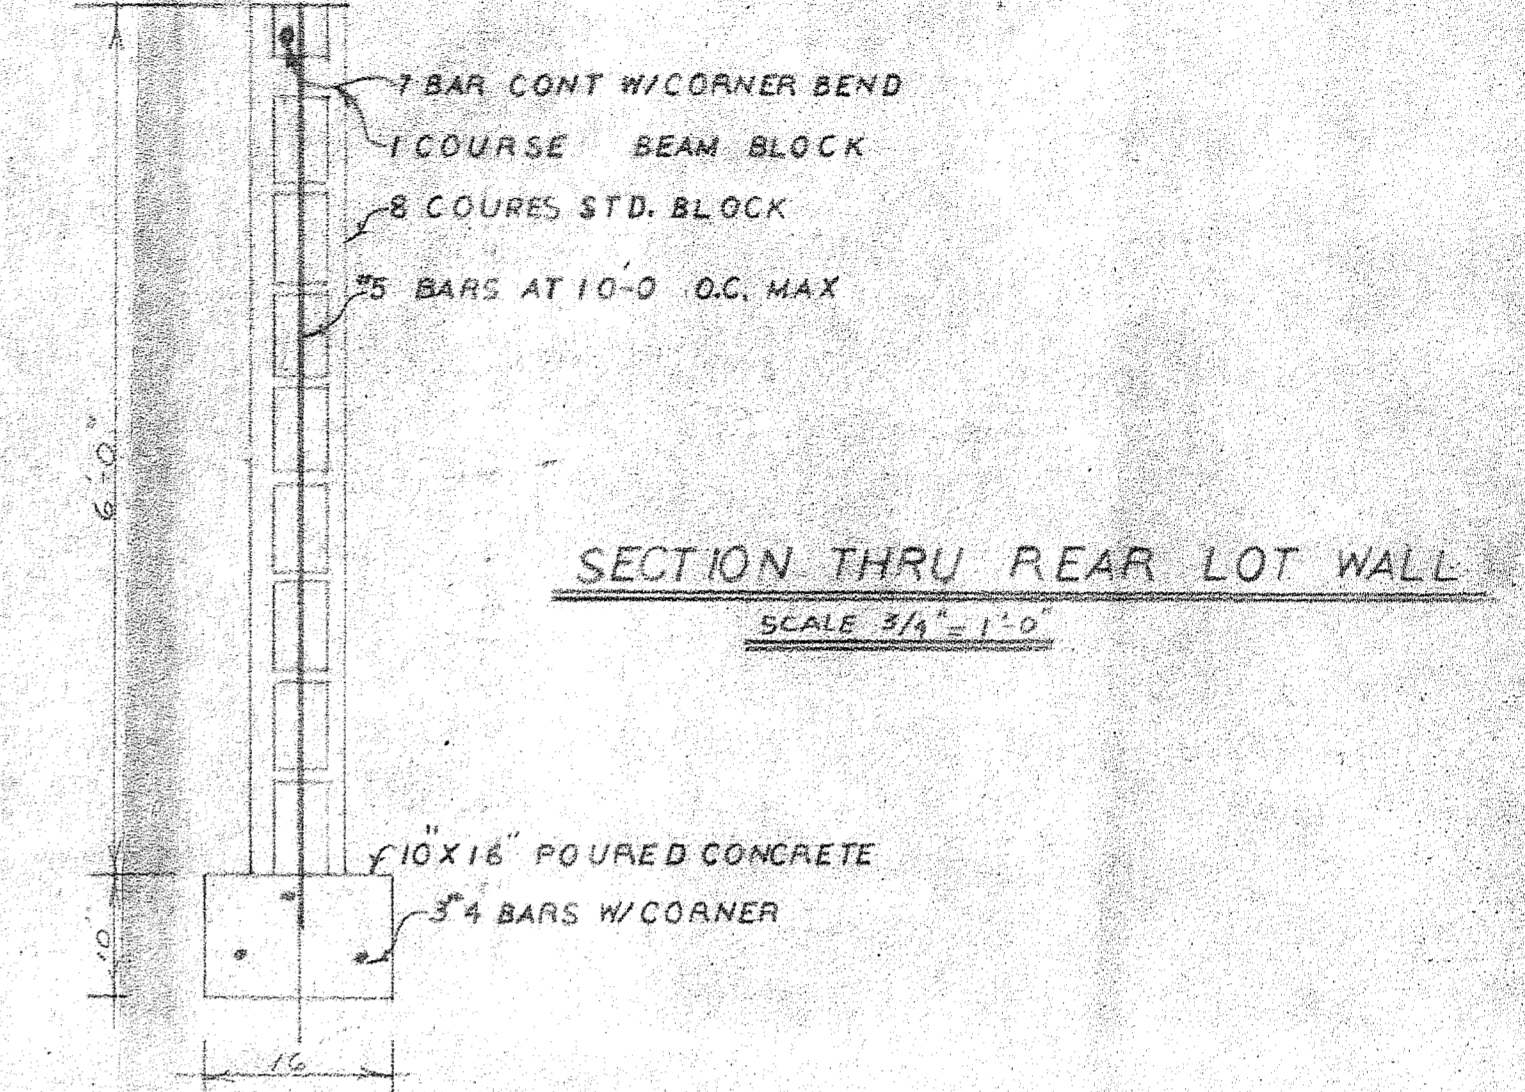 7 BAR CONT W/CORNER BEND
1 COURSE BEAM BLOCK
8 COURES STD. BLOCK
#5 BARS AT 10'-0 O.C. MAX
6'-0"
SECTION THRU REAR LOT WALL
SCALE 3/4" = 1'-0"
10"X16" POURED CONCRETE
3#4 BARS W/CORNER
10"
16